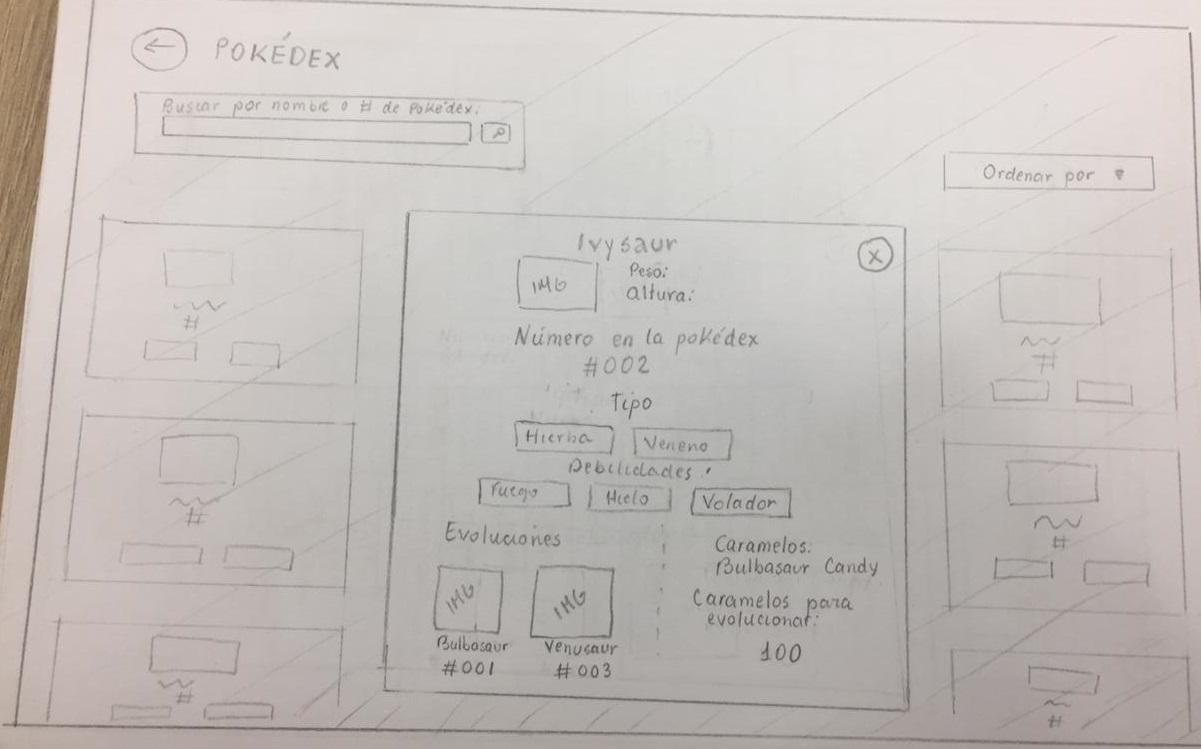 ← POKÉDEX
Buscar por nombre o # de Pokédex:
Ordenar por ▼
Ivysaur
X
IMG
Peso:
altura:
Número en la pokédex
#002
Tipo
Hierba Veneno
Debilidades:
Fuego Hielo Volador
Evoluciones
IMG IMG
Bulbasaur Venusaur
#001 #003
Caramelos:
Bulbasaur Candy
Caramelos para
evolucionar:
100
#
#
#
#
#
#